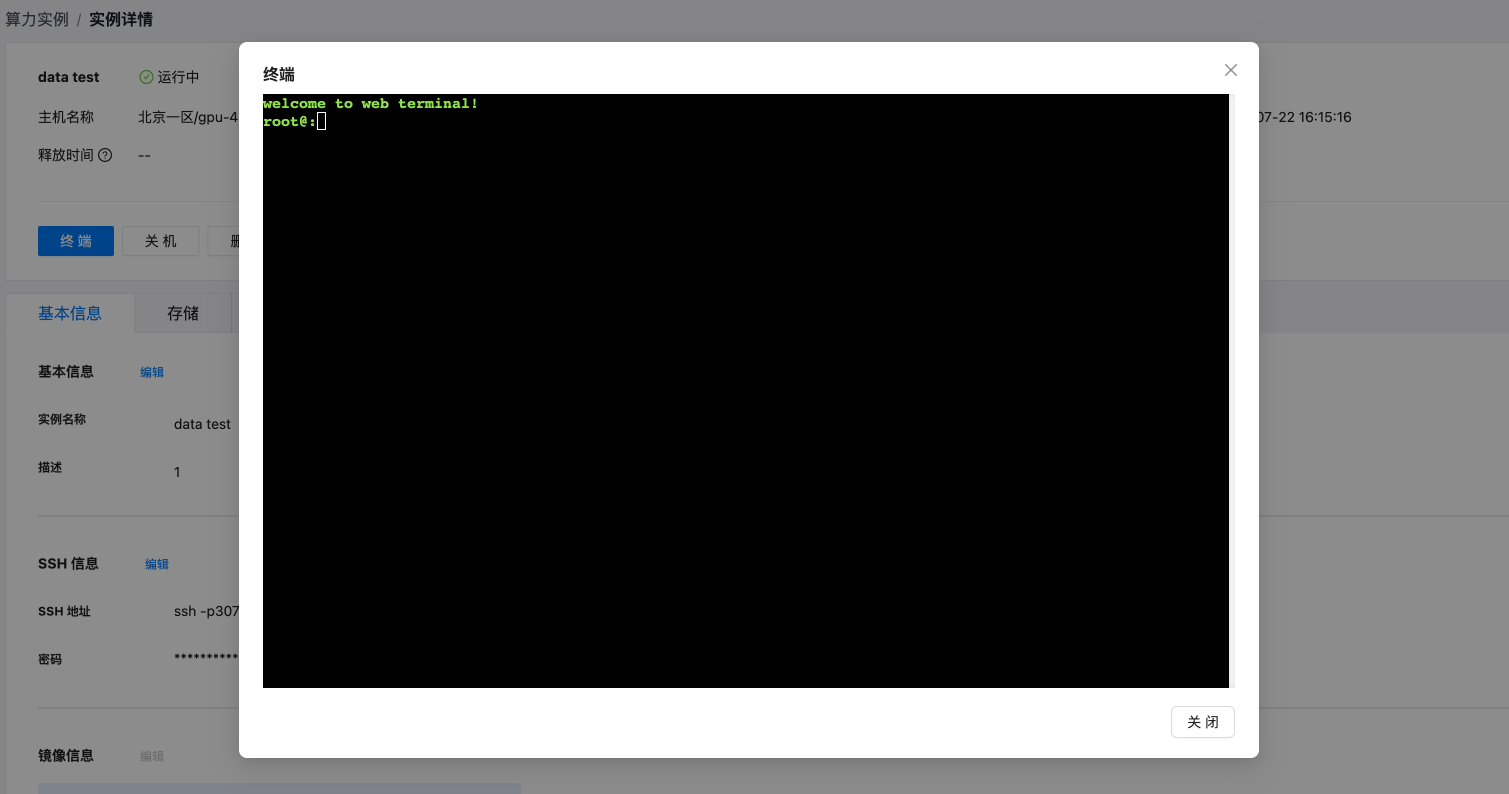 算力实例 / 实例详情
data test 运行中
主机名称 北京一区/gpu-4
07-22 16:15:16
释放时间 --
终 端 关 机
基本信息 存储
基本信息 编辑
实例名称 data test
描述 1
SSH 信息 编辑
SSH 地址 ssh -p307
密码 **********
镜像信息 编辑
终端
welcome to web terminal!
root@:
关 闭